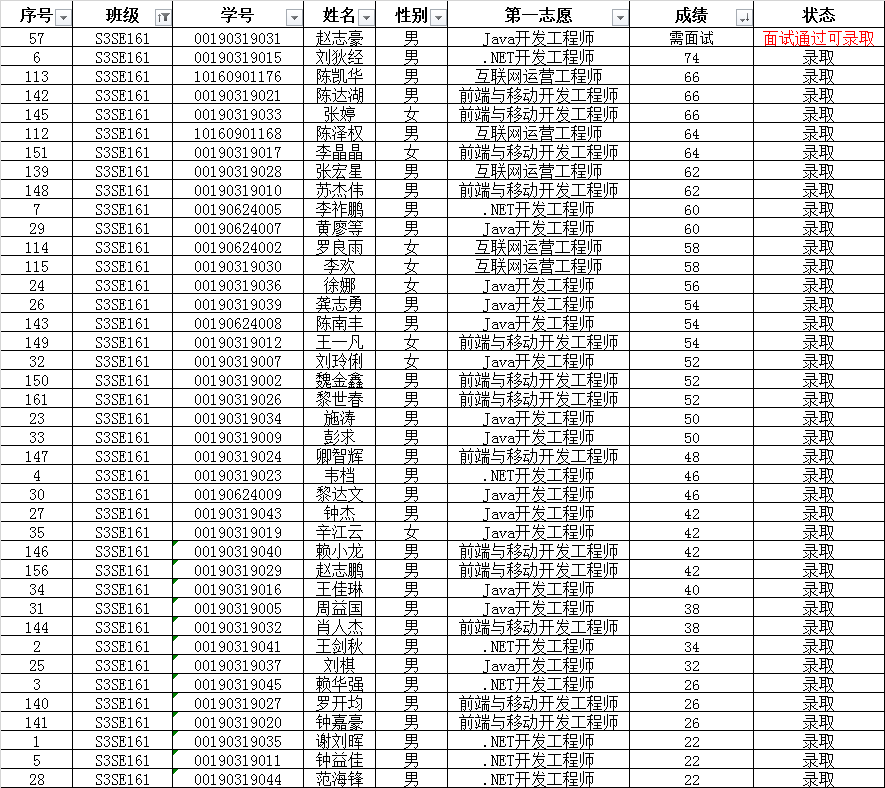 序号 班级 学号 姓名 性别 第一志愿 成绩 状态
57 S3SE161 00190319031 赵志豪 男 Java开发工程师 需面试 面试通过可录取
6 S3SE161 00190319015 刘狄经 男 .NET开发工程师 74 录取
113 S3SE161 10160901176 陈凯华 男 互联网运营工程师 66 录取
142 S3SE161 00190319021 陈达湖 男 前端与移动开发工程师 66 录取
145 S3SE161 00190319033 张婷 女 前端与移动开发工程师 66 录取
112 S3SE161 10160901168 陈泽权 男 互联网运营工程师 64 录取
151 S3SE161 00190319017 李晶晶 女 前端与移动开发工程师 64 录取
139 S3SE161 00190319028 张宏星 男 互联网运营工程师 62 录取
148 S3SE161 00190319010 苏杰伟 男 前端与移动开发工程师 62 录取
7 S3SE161 00190624005 李祚鹏 男 .NET开发工程师 60 录取
29 S3SE161 00190624007 黄廖等 男 Java开发工程师 60 录取
114 S3SE161 00190624002 罗良雨 女 互联网运营工程师 58 录取
115 S3SE161 00190319030 李欢 女 互联网运营工程师 58 录取
24 S3SE161 00190319036 徐娜 女 Java开发工程师 56 录取
26 S3SE161 00190319039 龚志勇 男 Java开发工程师 54 录取
143 S3SE161 00190624008 陈南丰 男 Java开发工程师 54 录取
149 S3SE161 00190319012 王一凡 女 前端与移动开发工程师 54 录取
32 S3SE161 00190319007 刘玲俐 女 Java开发工程师 52 录取
150 S3SE161 00190319002 魏金鑫 男 前端与移动开发工程师 52 录取
161 S3SE161 00190319026 黎世春 男 前端与移动开发工程师 52 录取
23 S3SE161 00190319034 施涛 男 Java开发工程师 50 录取
33 S3SE161 00190319009 彭求 男 Java开发工程师 50 录取
147 S3SE161 00190319024 卿智辉 男 前端与移动开发工程师 48 录取
4 S3SE161 00190319023 韦档 男 .NET开发工程师 46 录取
30 S3SE161 00190624009 黎达文 男 Java开发工程师 46 录取
27 S3SE161 00190319043 钟杰 男 Java开发工程师 42 录取
35 S3SE161 00190319019 辛江云 女 Java开发工程师 42 录取
146 S3SE161 00190319040 赖小龙 男 前端与移动开发工程师 42 录取
156 S3SE161 00190319029 赵志鹏 男 前端与移动开发工程师 42 录取
34 S3SE161 00190319016 王佳琳 男 Java开发工程师 40 录取
31 S3SE161 00190319005 周益国 男 Java开发工程师 38 录取
144 S3SE161 00190319032 肖人杰 男 前端与移动开发工程师 38 录取
2 S3SE161 00190319041 王剑秋 男 .NET开发工程师 34 录取
25 S3SE161 00190319037 刘棋 男 Java开发工程师 32 录取
3 S3SE161 00190319045 赖华强 男 .NET开发工程师 26 录取
140 S3SE161 00190319027 罗开均 男 前端与移动开发工程师 26 录取
141 S3SE161 00190319020 钟嘉豪 男 前端与移动开发工程师 26 录取
1 S3SE161 00190319035 谢刘晖 男 .NET开发工程师 22 录取
5 S3SE161 00190319011 钟益佳 男 .NET开发工程师 22 录取
28 S3SE161 00190319044 范海锋 男 .NET开发工程师 22 录取